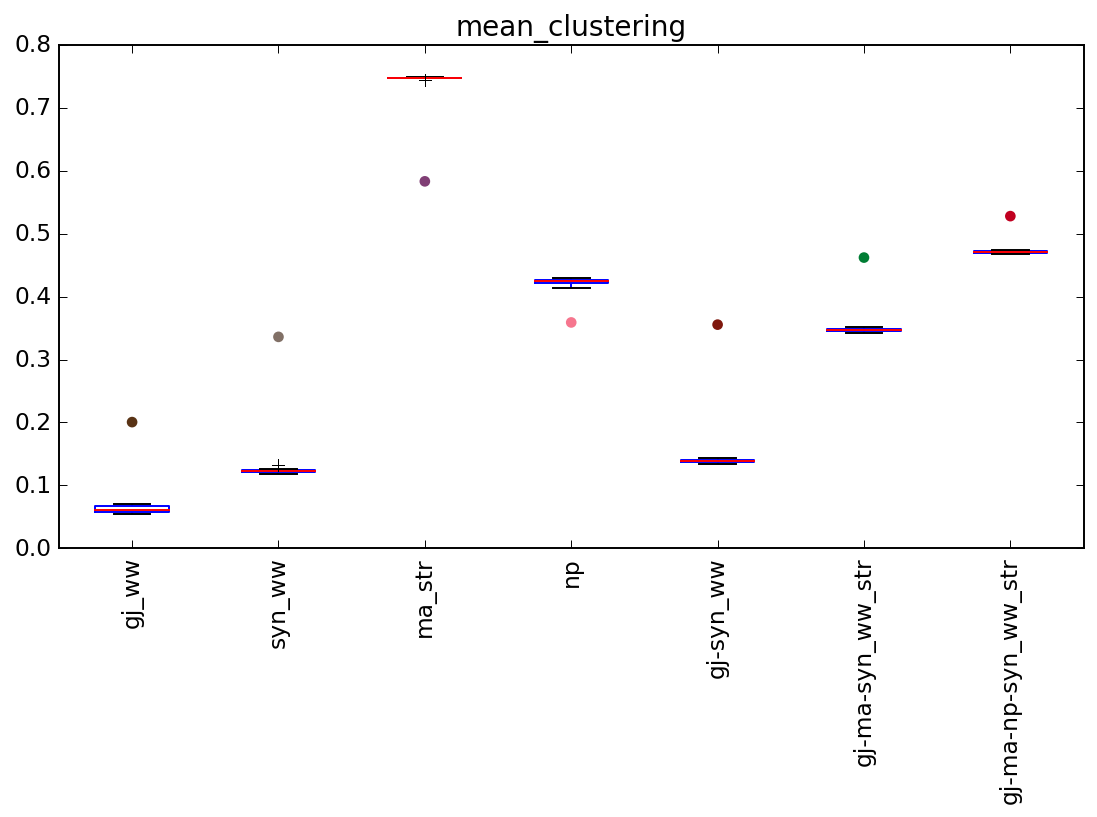 mean_clustering
0.8
0.7
0.6
0.5
0.4
0.3
0.2
0.1
0.0
gj_ww
syn_ww
ma_str
np
gj-syn_ww
gj-ma-syn_ww_str
gj-ma-np-syn_ww_str